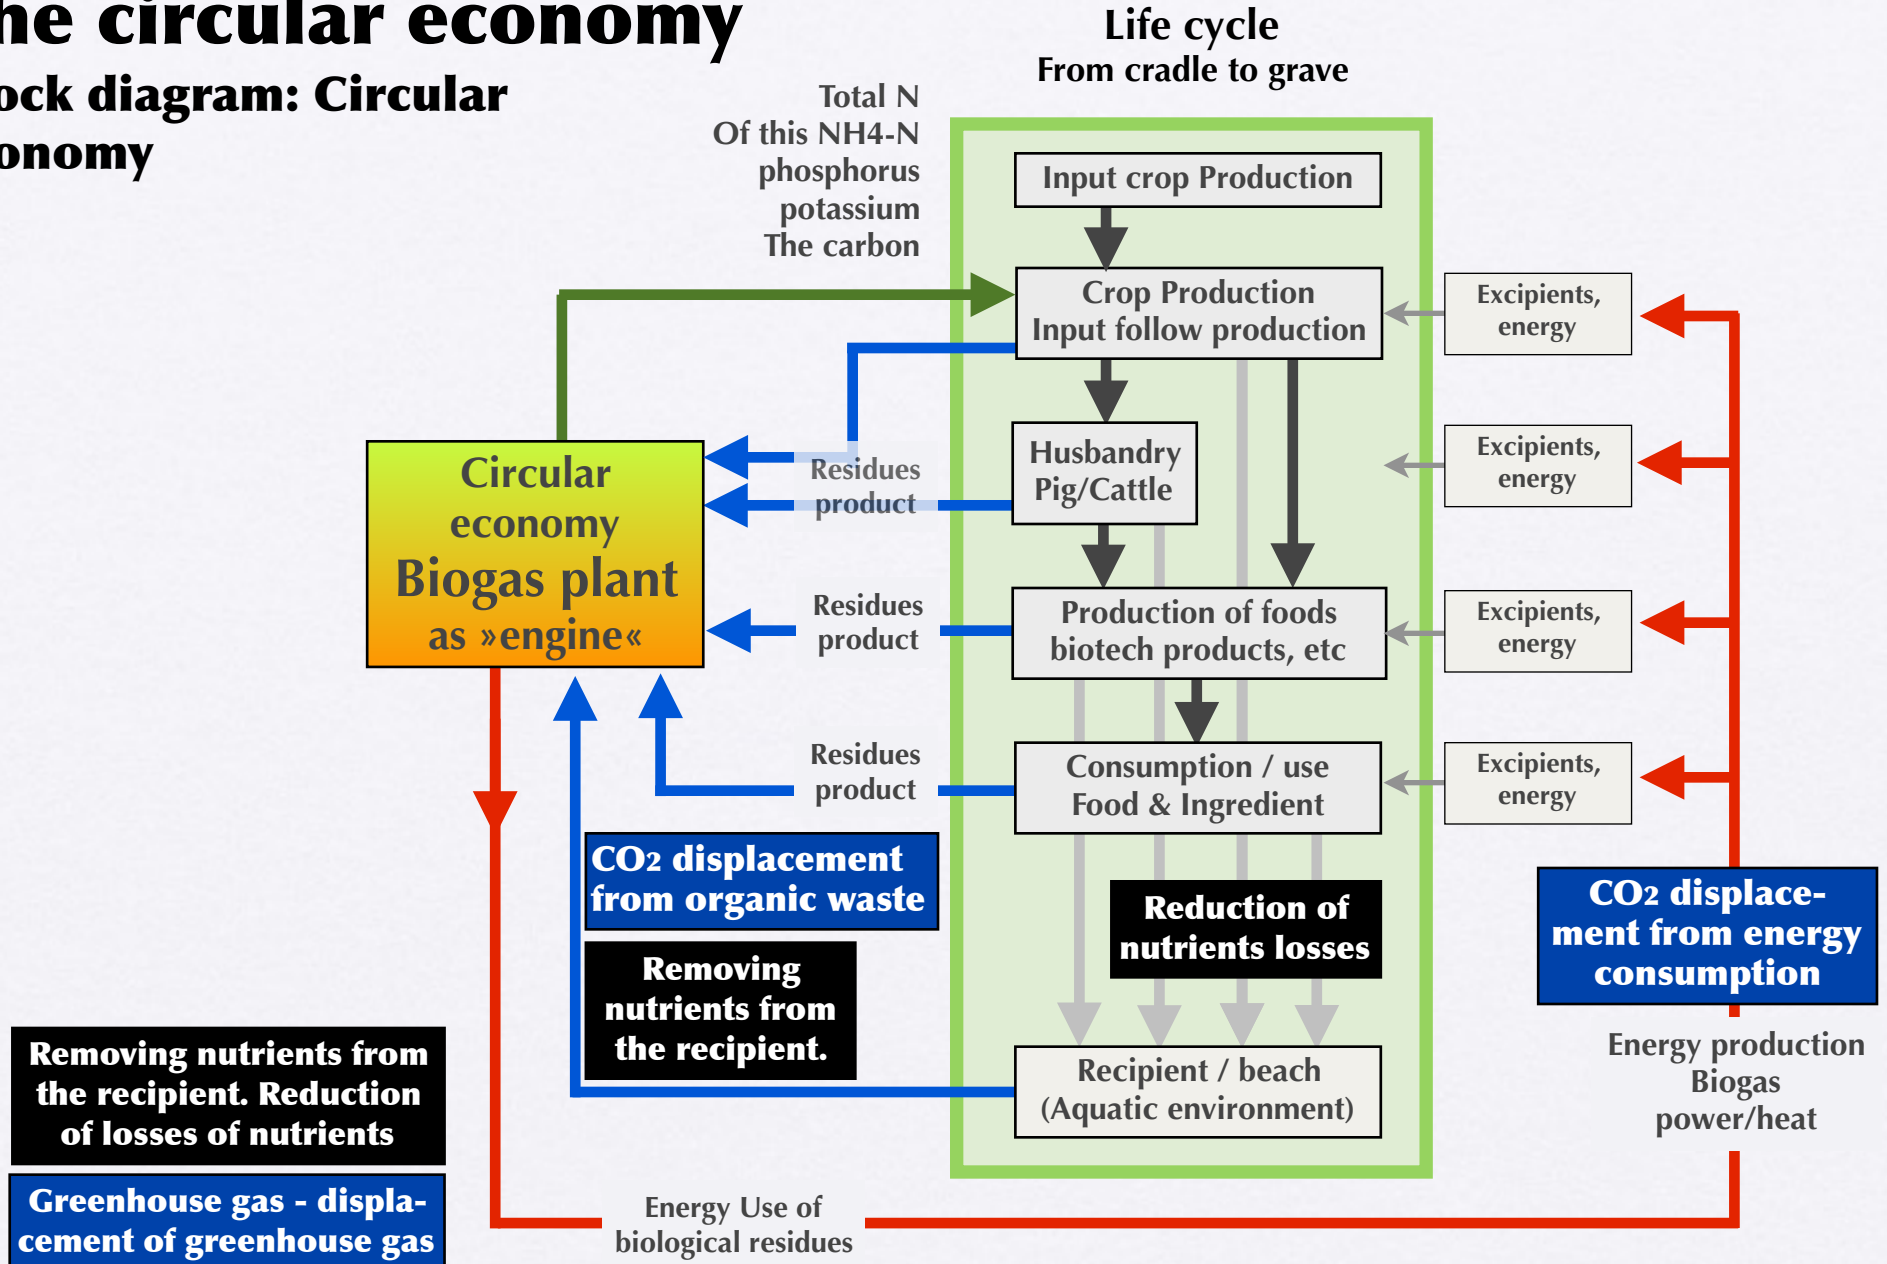 he circular economy
ock diagram: Circular
onomy
Life cycle
From cradle to grave
Total N
Of this NH4-N
phosphorus
potassium
The carbon
Input crop Production
Crop Production
Input follow production
Excipients,
energy
Husbandry
Pig/Cattle
Excipients,
energy
Circular
economy
Biogas plant
as »engine«
Residues
product
Residues
product
Production of foods
biotech products, etc
Excipients,
energy
Residues
product
Consumption / use
Food & Ingredient
Excipients,
energy
CO2 displacement
from organic waste
Reduction of
nutrients losses
CO2 displace-
ment from energy
consumption
Removing
nutrients from
the recipient.
Removing nutrients from
the recipient. Reduction
of losses of nutrients
Recipient / beach
(Aquatic environment)
Energy production
Biogas
power/heat
Greenhouse gas - displa-
cement of greenhouse gas
Energy Use of
biological residues